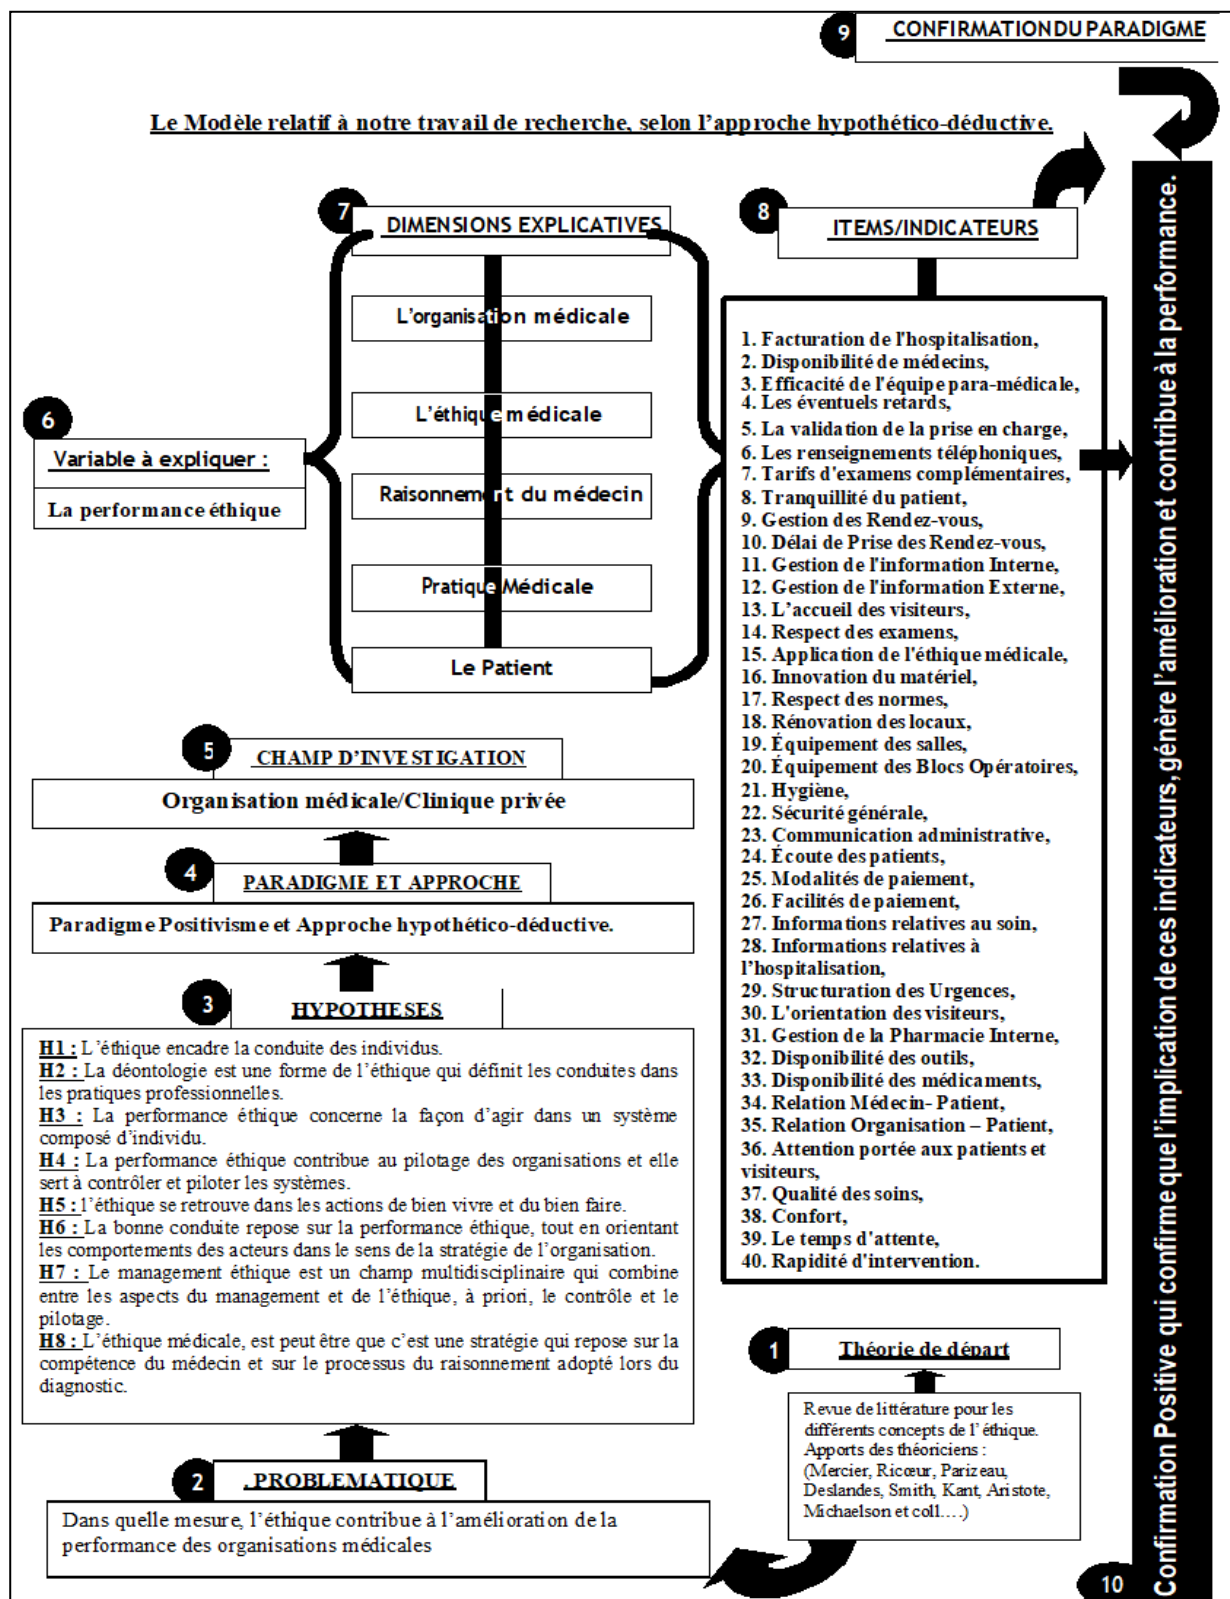 9 CONFIRMATION DU PARADIGME
Le Modèle relatif à notre travail de recherche, selon l'approche hypothético-déductive.
7 DIMENSIONS EXPLICATIVES
L'organisation médicale
L'éthique médicale
Raisonnement du médecin
Pratique Médicale
Le Patient
6
Variable à expliquer :
La performance éthique
8 ITEMS/INDICATEURS
1. Facturation de l'hospitalisation,
2. Disponibilité de médecins,
3. Efficacité de l'équipe para-médicale,
4. Les éventuels retards,
5. La validation de la prise en charge,
6. Les renseignements téléphoniques,
7. Tarifs d'examens complémentaires,
8. Tranquillité du patient,
9. Gestion des Rendez-vous,
10. Délai de Prise des Rendez-vous,
11. Gestion de l'information Interne,
12. Gestion de l'information Externe,
13. L'accueil des visiteurs,
14. Respect des examens,
15. Application de l'éthique médicale,
16. Innovation du matériel,
17. Respect des normes,
18. Rénovation des locaux,
19. Équipement des salles,
20. Équipement des Blocs Opératoires,
21. Hygiène,
22. Sécurité générale,
23. Communication administrative,
24. Écoute des patients,
25. Modalités de paiement,
26. Facilités de paiement,
27. Informations relatives au soin,
28. Informations relatives à
l'hospitalisation,
29. Structuration des Urgences,
30. L'orientation des visiteurs,
31. Gestion de la Pharmacie Interne,
32. Disponibilité des outils,
33. Disponibilité des médicaments,
34. Relation Médecin- Patient,
35. Relation Organisation – Patient,
36. Attention portée aux patients et
visiteurs,
37. Qualité des soins,
38. Confort,
39. Le temps d'attente,
40. Rapidité d'intervention.
5 CHAMP D'INVESTIGATION
Organisation médicale/Clinique privée
4 PARADIGME ET APPROCHE
Paradigme Positivisme et Approche hypothético-déductive.
3 HYPOTHESES
H1 : L'éthique encadre la conduite des individus.
H2 : La déontologie est une forme de l'éthique qui définit les conduites dans
les pratiques professionnelles.
H3 : La performance éthique concerne la façon d'agir dans un système
composé d'individu.
H4 : La performance éthique contribue au pilotage des organisations et elle
sert à contrôler et piloter les systèmes.
H5 : l'éthique se retrouve dans les actions de bien vivre et du bien faire.
H6 : La bonne conduite repose sur la performance éthique, tout en orientant
les comportements des acteurs dans le sens de la stratégie de l'organisation.
H7 : Le management éthique est un champ multidisciplinaire qui combine
entre les aspects du management et de l'éthique, à priori, le contrôle et le
pilotage.
H8 : L'éthique médicale, est peut être que c'est une stratégie qui repose sur la
compétence du médecin et sur le processus du raisonnement adopté lors du
diagnostic.
2 . PROBLEMATIQUE
Dans quelle mesure, l'éthique contribue à l'amélioration de la
performance des organisations médicales
1 Théorie de départ
Revue de littérature pour les
différents concepts de l'éthique.
Apports des théoriciens :
(Mercier, Ricœur, Parizeau,
Deslandes, Smith, Kant, Aristote,
Michaelson et coll….)
10
Confirmation Positive qui confirme que l'implication de ces indicateurs, génère l'amélioration et contribue à la performance.